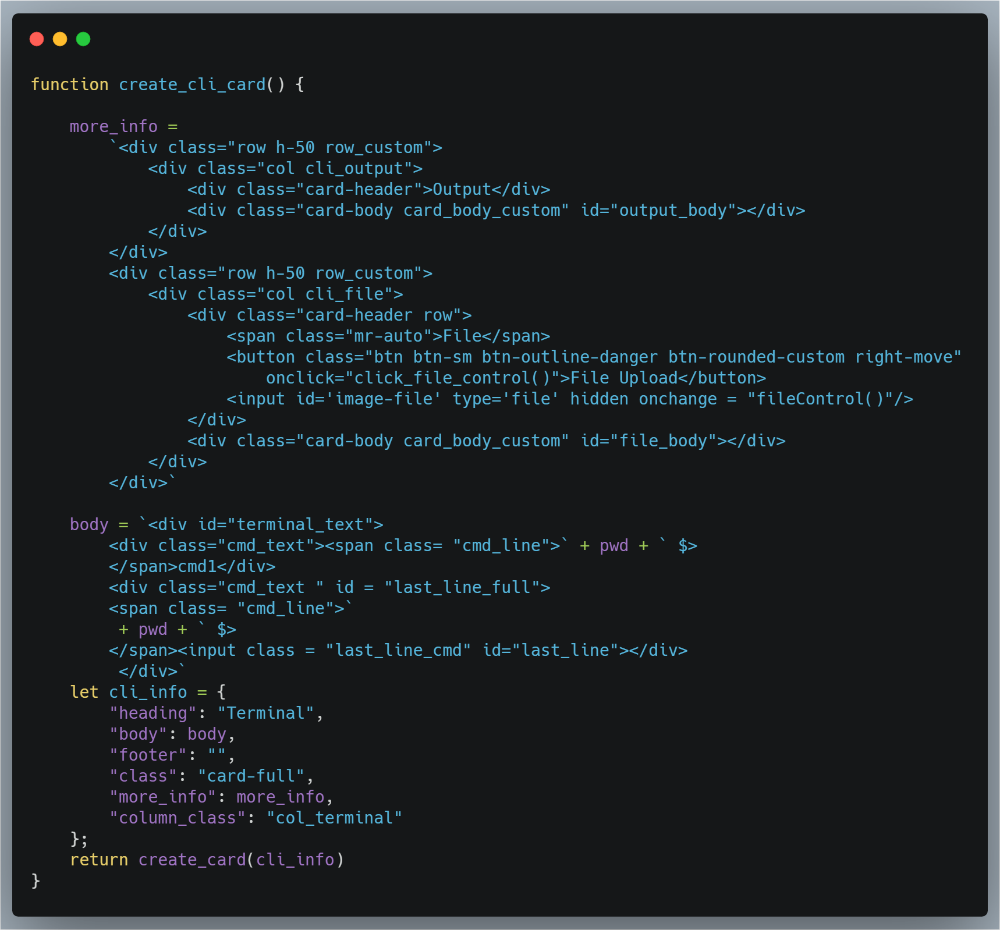 function create_cli_card() {

    more_info =
        `<div class="row h-50 row_custom">
            <div class="col cli_output">
                <div class="card-header">Output</div>
                <div class="card-body card_body_custom" id="output_body"></div>
            </div>
        </div>
        <div class="row h-50 row_custom">
            <div class="col cli_file">
                <div class="card-header row">
                    <span class="mr-auto">File</span>
                    <button class="btn btn-sm btn-outline-danger btn-rounded-custom right-move"
                        onclick="click_file_control()">File Upload</button>
                    <input id='image-file' type='file' hidden onchange = "fileControl()"/>
                </div>
                <div class="card-body card_body_custom" id="file_body"></div>
            </div>
        </div>`

    body = `<div id="terminal_text">
        <div class="cmd_text"><span class= "cmd_line">` + pwd + ` $>
        </span>cmd1</div>
        <div class="cmd_text " id = "last_line_full">
        <span class= "cmd_line">`
         + pwd + ` $>
        </span><input class = "last_line_cmd" id="last_line"></div>
         </div>`
    let cli_info = {
        "heading": "Terminal",
        "body": body,
        "footer": "",
        "class": "card-full",
        "more_info": more_info,
        "column_class": "col_terminal"
    };
    return create_card(cli_info)
}